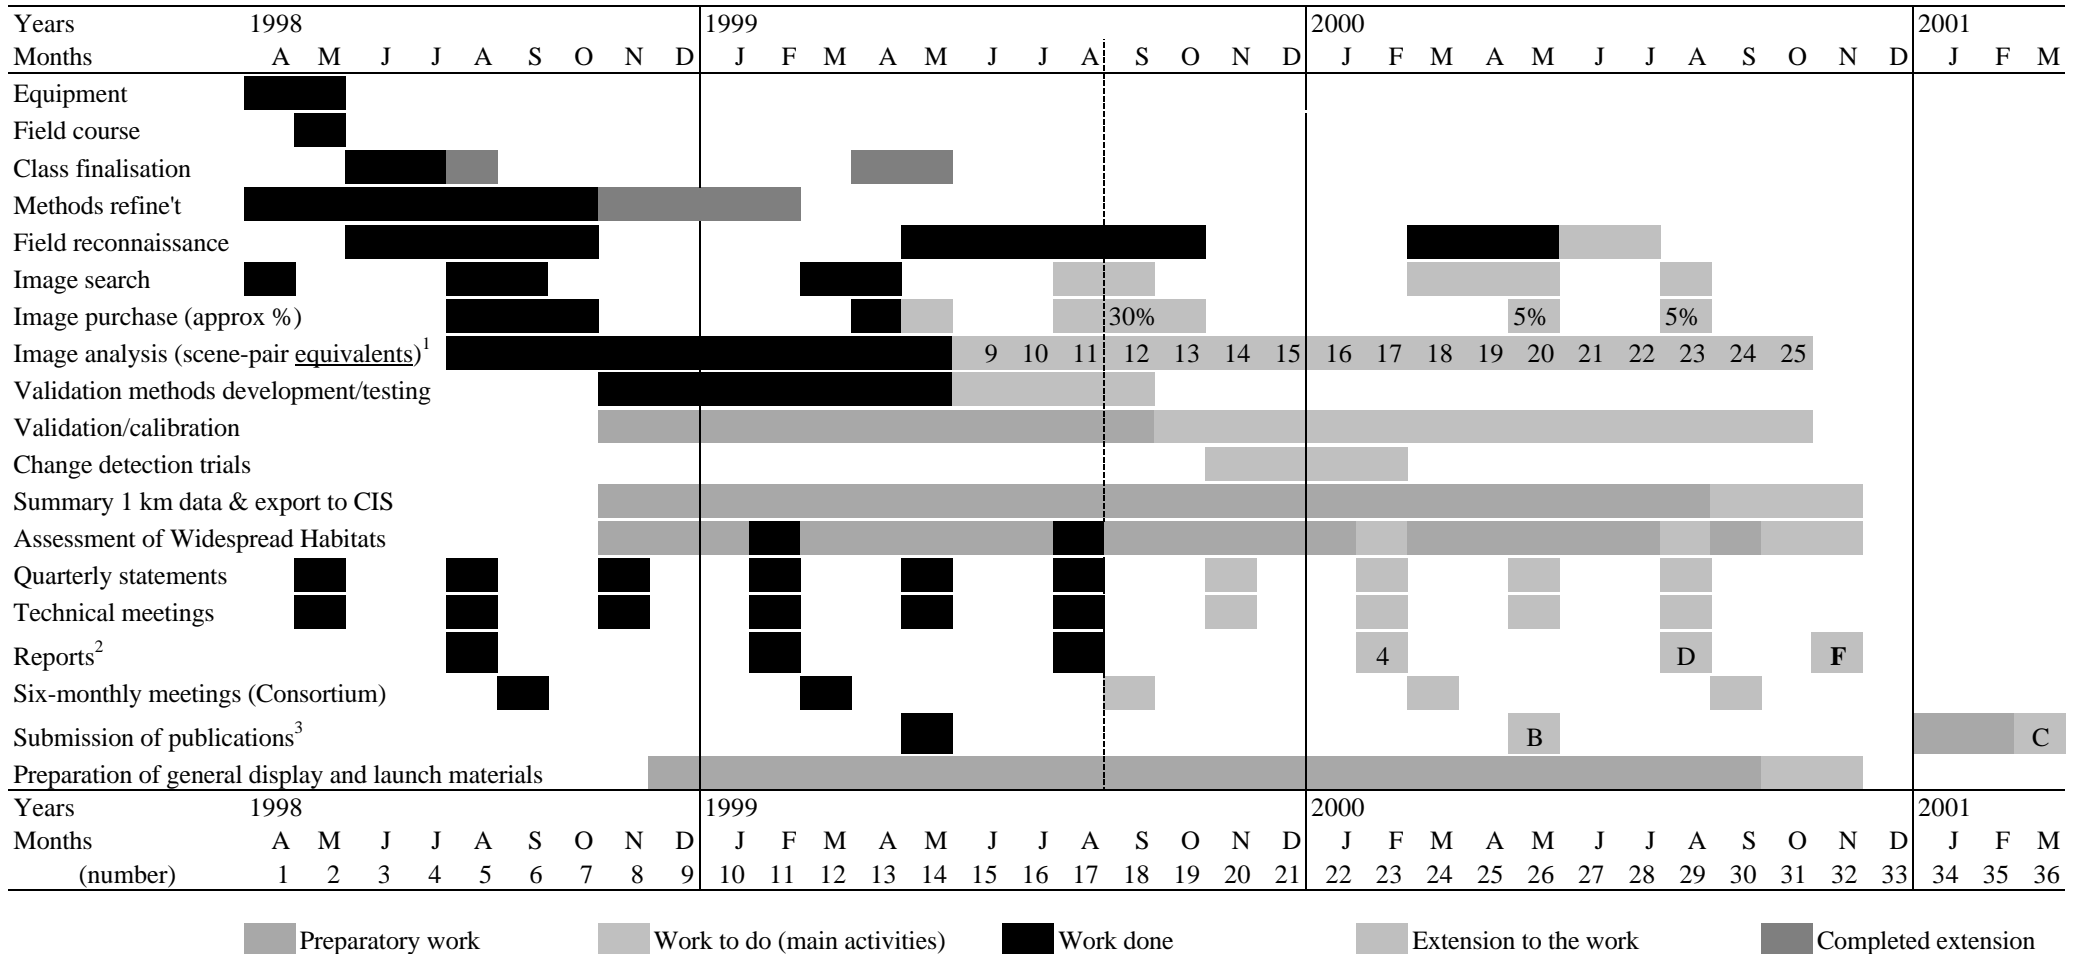 Years 1998 1999 2000 2001
Months A M J J A S O N D J F M A M J J A S O N D J F M A M J J A S O N D J F M
Equipment
Field course
Class finalisation
Methods refine't
Field reconnaissance
Image search
Image purchase (approx %) 30% 5% 5%
Image analysis (scene-pair equivalents)1 9 10 11 12 13 14 15 16 17 18 19 20 21 22 23 24 25
Validation methods development/testing
Validation/calibration
Change detection trials
Summary 1 km data & export to CIS
Assessment of Widespread Habitats
Quarterly statements
Technical meetings
Reports2 4 D F
Six-monthly meetings (Consortium)
Submission of publications3 B C
Preparation of general display and launch materials
Years 1998 1999 2000 2001
Months A M J J A S O N D J F M A M J J A S O N D J F M A M J J A S O N D J F M
(number) 1 2 3 4 5 6 7 8 9 10 11 12 13 14 15 16 17 18 19 20 21 22 23 24 25 26 27 28 29 30 31 32 33 34 35 36
Preparatory work Work to do (main activities) Work done Extension to the work Completed extension